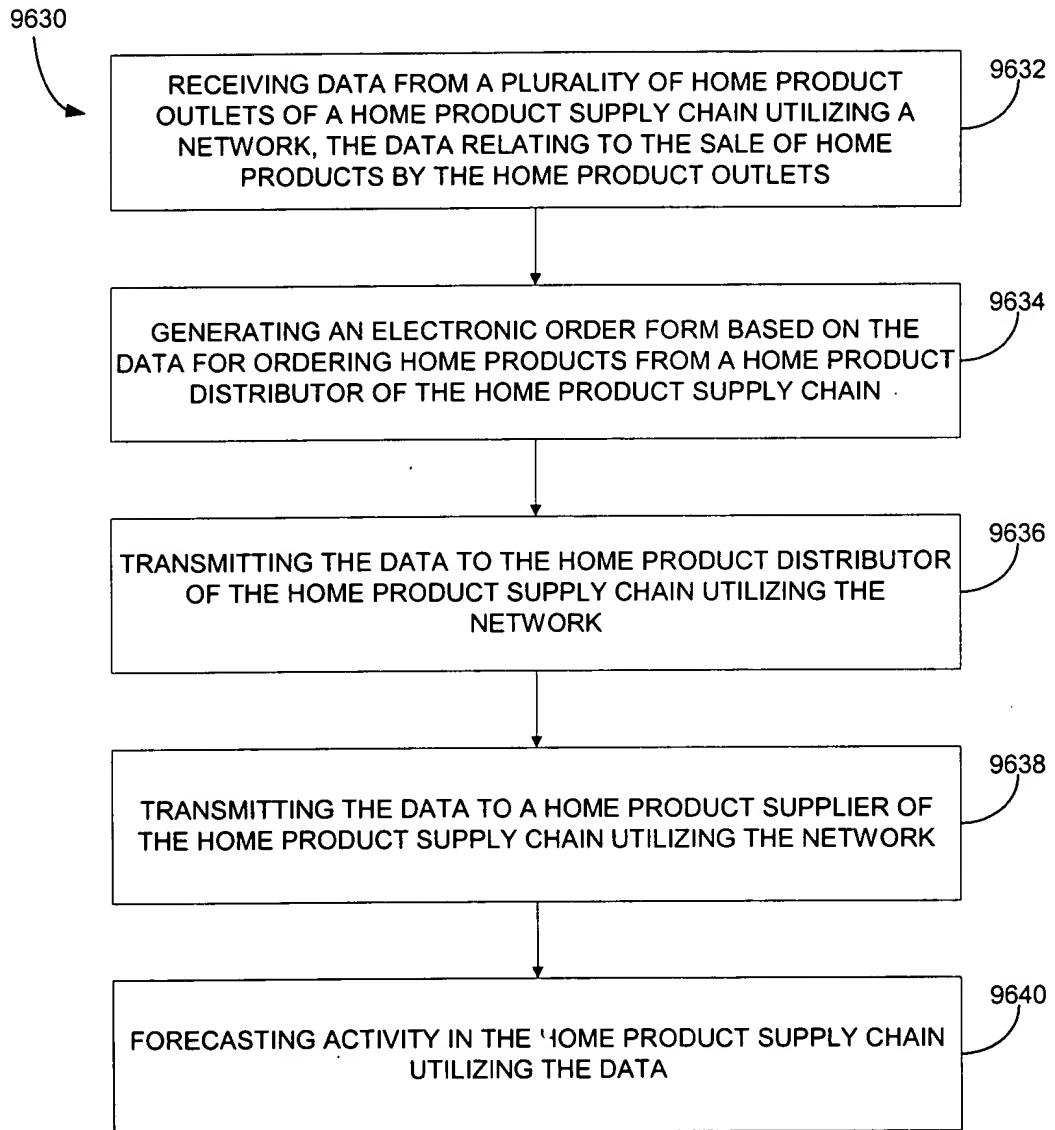 9630
RECEIVING DATA FROM A PLURALITY OF HOME PRODUCT
OUTLETS OF A HOME PRODUCT SUPPLY CHAIN UTILIZING A
NETWORK, THE DATA RELATING TO THE SALE OF HOME
PRODUCTS BY THE HOME PRODUCT OUTLETS
9632
GENERATING AN ELECTRONIC ORDER FORM BASED ON THE
DATA FOR ORDERING HOME PRODUCTS FROM A HOME PRODUCT
DISTRIBUTOR OF THE HOME PRODUCT SUPPLY CHAIN
9634
TRANSMITTING THE DATA TO THE HOME PRODUCT DISTRIBUTOR
OF THE HOME PRODUCT SUPPLY CHAIN UTILIZING THE
NETWORK
9636
TRANSMITTING THE DATA TO A HOME PRODUCT SUPPLIER OF
THE HOME PRODUCT SUPPLY CHAIN UTILIZING THE NETWORK
9638
FORECASTING ACTIVITY IN THE HOME PRODUCT SUPPLY CHAIN
UTILIZING THE DATA
9640